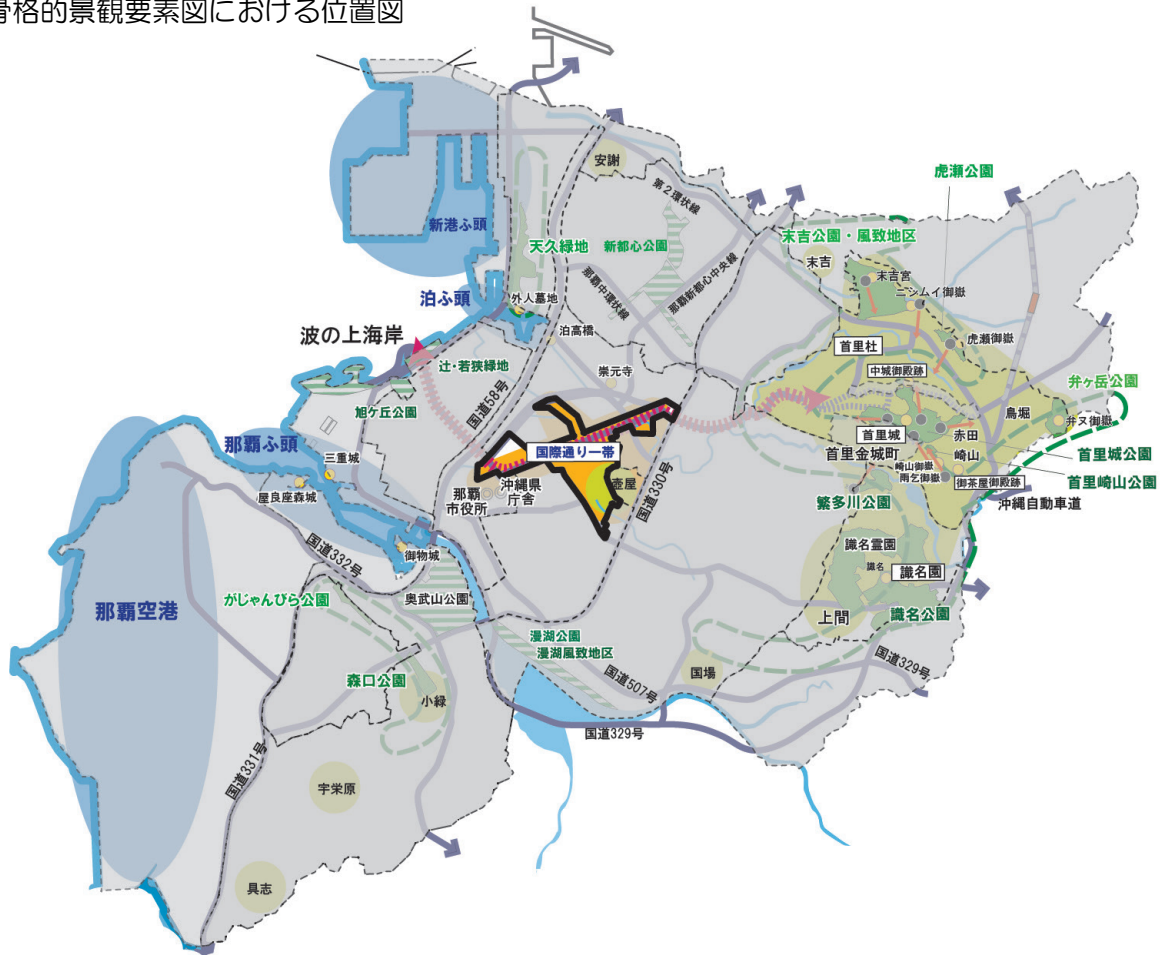 骨格的景観要素図における位置図
安謝
虎瀬公園
第2環状線
新港ふ頭
天久緑地
新都心公園
末吉公園・風致地区
末吉
末吉宮
ニシムイ御嶽
那覇中環状線
那覇新都心中央線
泊ふ頭
外人墓地
波の上海岸
泊高橋
首里杜
虎瀬御嶽
辻・若狭緑地
崇元寺
中城御殿跡
弁ヶ岳公園
旭ケ丘公園
国道58号
鳥堀
弁ヌ御嶽
首里城
赤田
那覇ふ頭
国際通り一帯
首里金城町
崎山
首里城公園
三重城
崎山御嶽
雨乞御嶽
首里崎山公園
屋良座森城
那覇
市役所
沖縄県
庁舎
壺屋
国道330号
御茶屋御殿跡
繁多川公園
沖縄自動車道
国道332号
御物城
識名霊園
識名
識名園
がじゃんびら公園
奥武山公園
那覇空港
上間
識名公園
漫湖公園
漫湖風致地区
国道329号
森口公園
国場
小緑
国道507号
国道329号
国道331号
宇栄原
具志